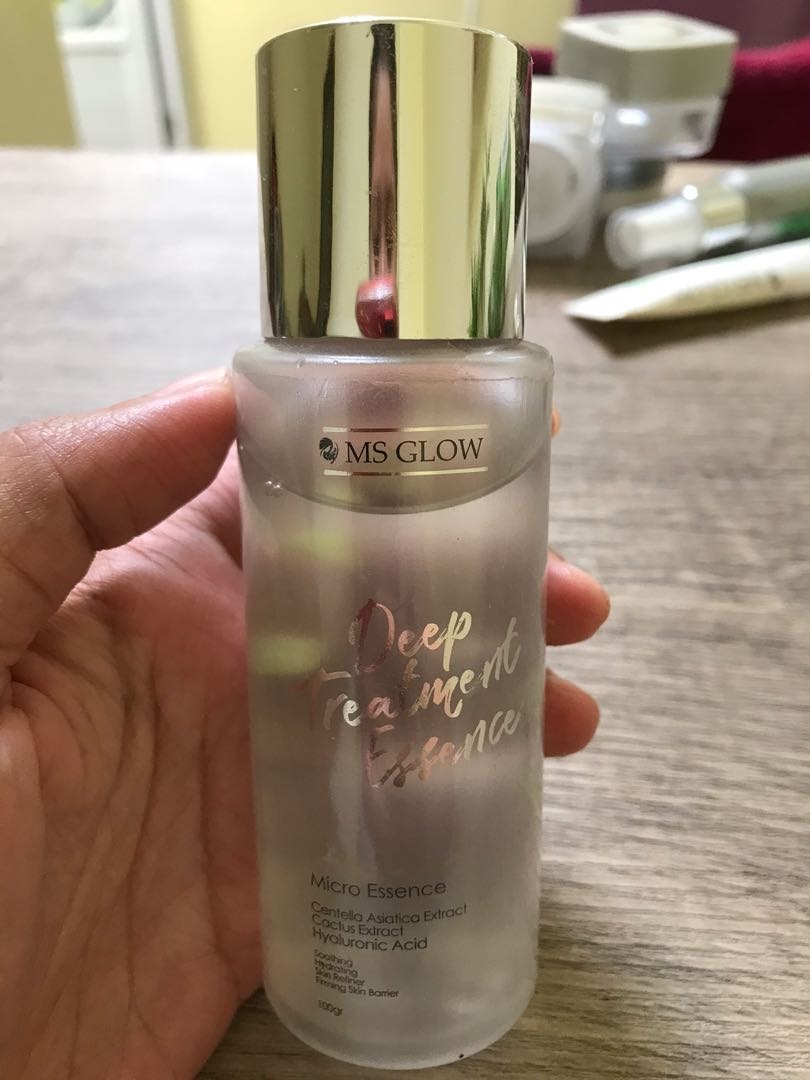 MS GLOW
Deep
Treatment
Essence
Micro Essence
Centella Asiatica Extract
Cactus Extract
Hyaluronic Acid
Soothing
Hydrating
Skin Refiner
Firming Skin Barrier
100gr